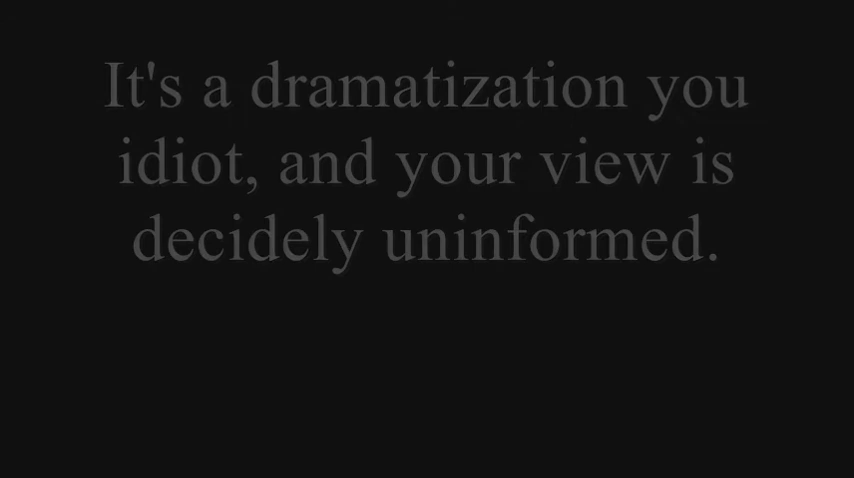 It's a dramatization you
idiot, and your view is
decidely uninformed.